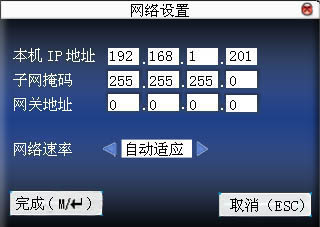 网络设置
本机 IP 地址 192 . 168 . 1 . 201
子网掩码 255 . 255 . 255 . 0
网关地址 0 . 0 . 0 . 0
网络速率 自动适应
完成（M/↵） 取消（ESC）